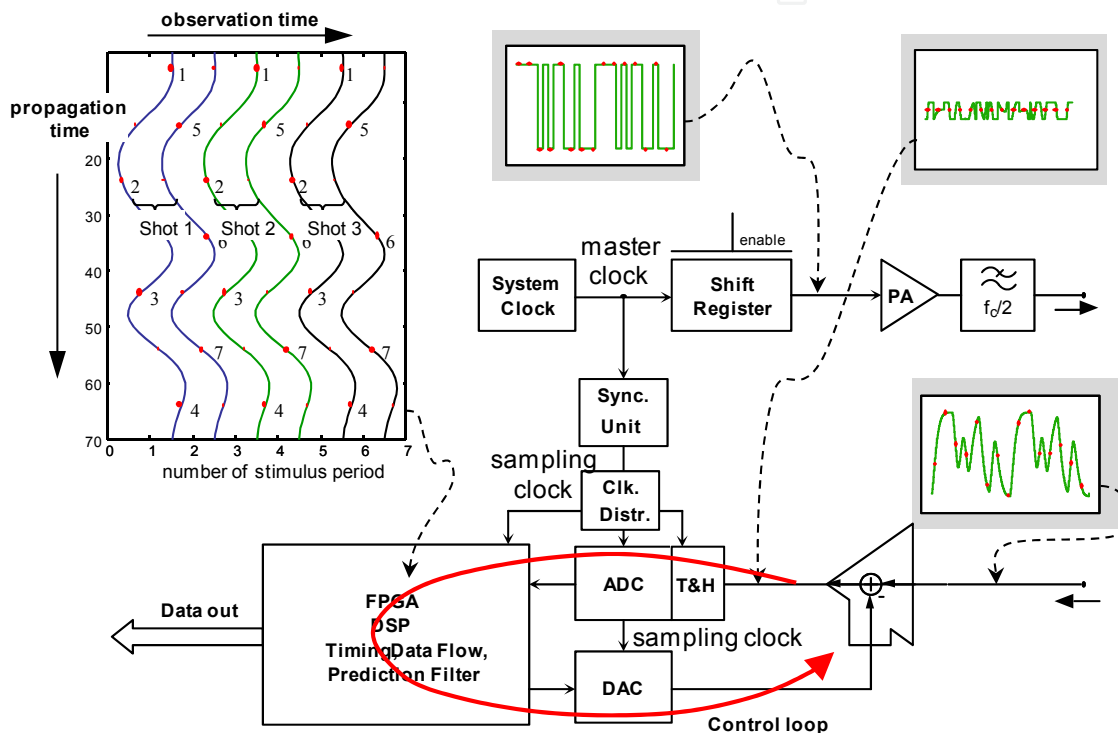 observation time
propagation
time
1
1
1
5
5
5
20
2
2
2
30
Shot 1
Shot 2
Shot 3
6
6
6
40
3
3
3
50
7
7
7
60
4
4
4
70
0
1
2
3
4
5
6
7
number of stimulus period
enable
master
clock
System
Clock
Shift
Register
PA
f0/2
Sync.
Unit
sampling
clock
Clk.
Distr.
ADC
T&H
FPGA
DSP
Timing,Data Flow,
Prediction Filter
Data out
sampling clock
DAC
+
-
Control loop